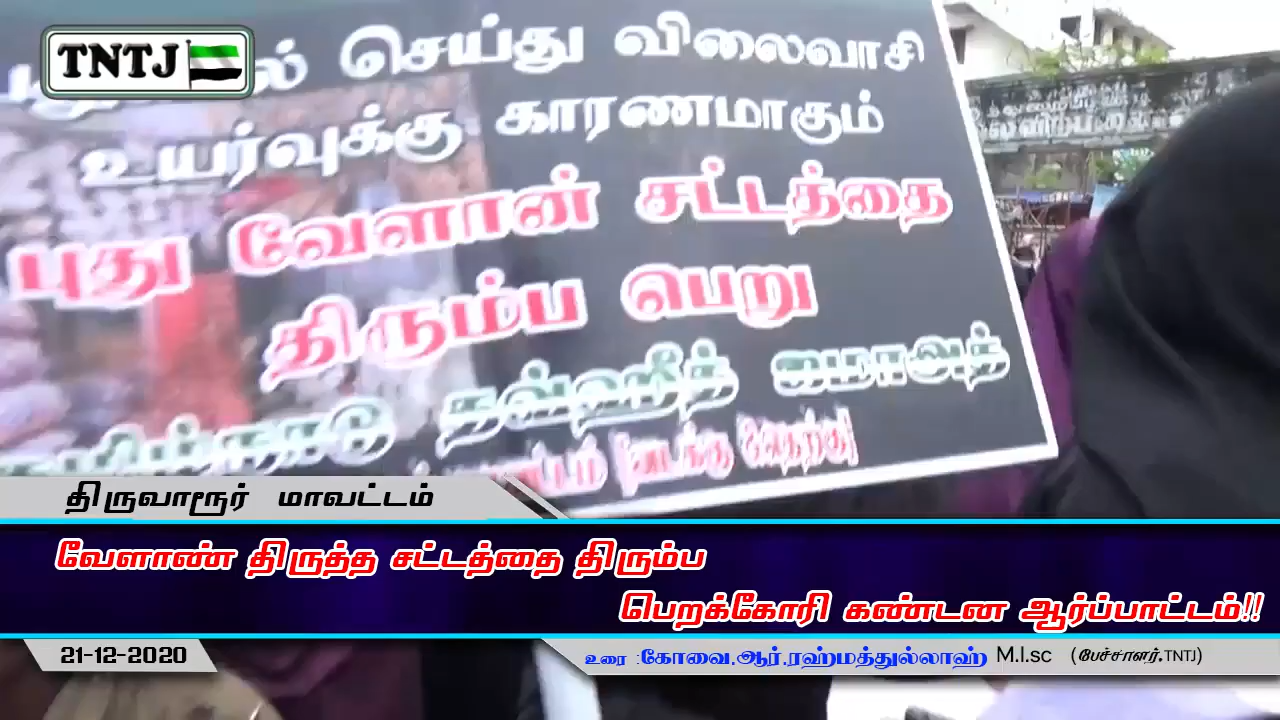 TNTJ
செய்து விலைவாசி
உயர்வுக்கு காரணமாகும்
புது வேளான் சட்டத்தை
திரும்ப பெறு
தமிழ்நாடு தவ்ஹீத் ஜமாஅத்
திருவாரூர் மாவட்டம்
வேளாண் திருத்த சட்டத்தை திரும்ப
பெறக்கோரி கண்டன ஆர்ப்பாட்டம்!!
21-12-2020
உரை :கோவை.ஆர்.ரஹ்மத்துல்லாஹ் M.I.sc (பேச்சாளர்.TNTJ)